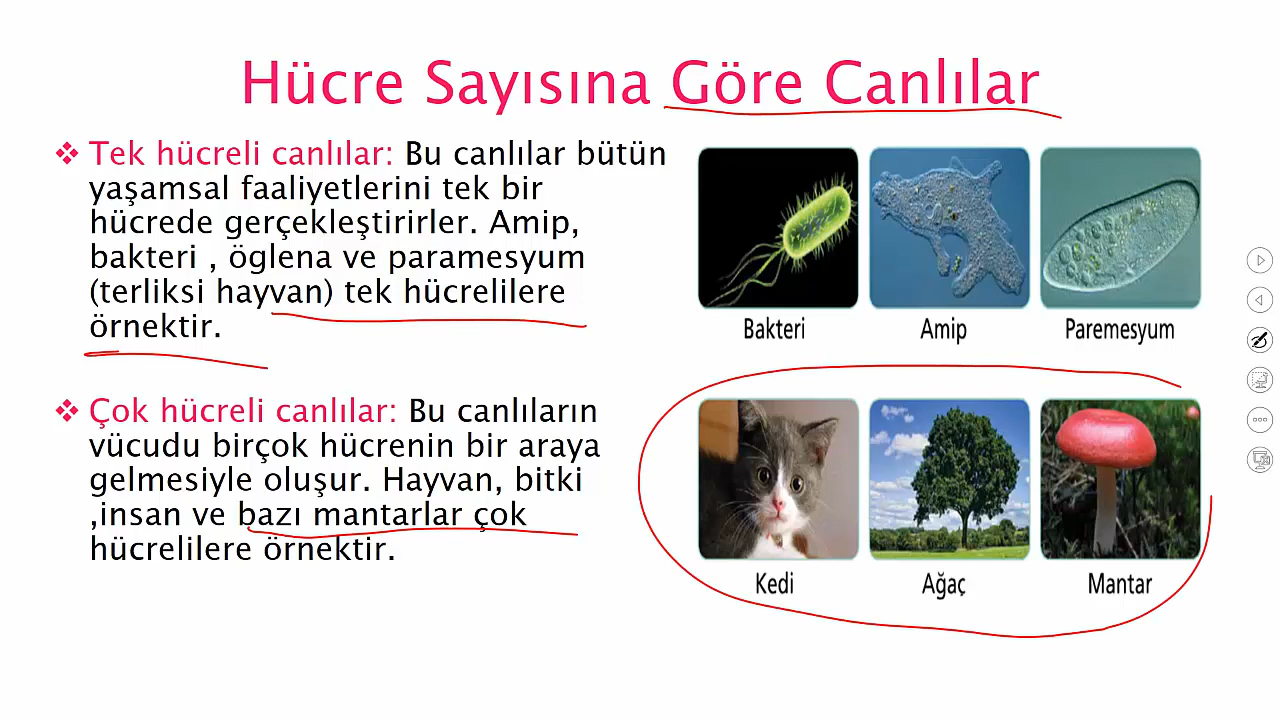 Hücre Sayısına Göre Canlılar
❖ Tek hücreli canlılar: Bu canlılar bütün
yaşamsal faaliyetlerini tek bir
hücrede gerçekleştirirler. Amip,
bakteri , öglena ve paramesyum
(terliksi hayvan) tek hücrelilere
örnektir.
Bakteri
Amip
Paremesyum
❖ Çok hücreli canlılar: Bu canlıların
vücudu birçok hücrenin bir araya
gelmesiyle oluşur. Hayvan, bitki
,insan ve bazı mantarlar çok
hücrelilere örnektir.
Kedi
Ağaç
Mantar